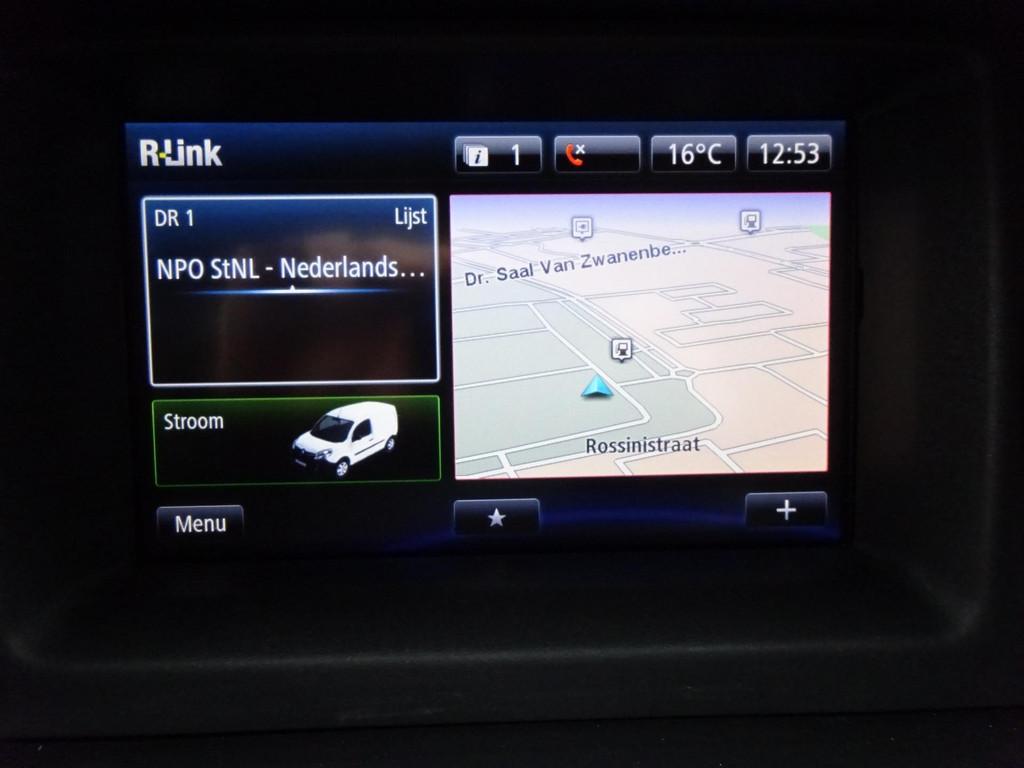 R-Link
1
16°C
12:53
DR 1
Lijst
NPO StNL - Nederlands...
Dr. Saal Van Zwanenbe...
Stroom
Rossinistraat
Menu
+